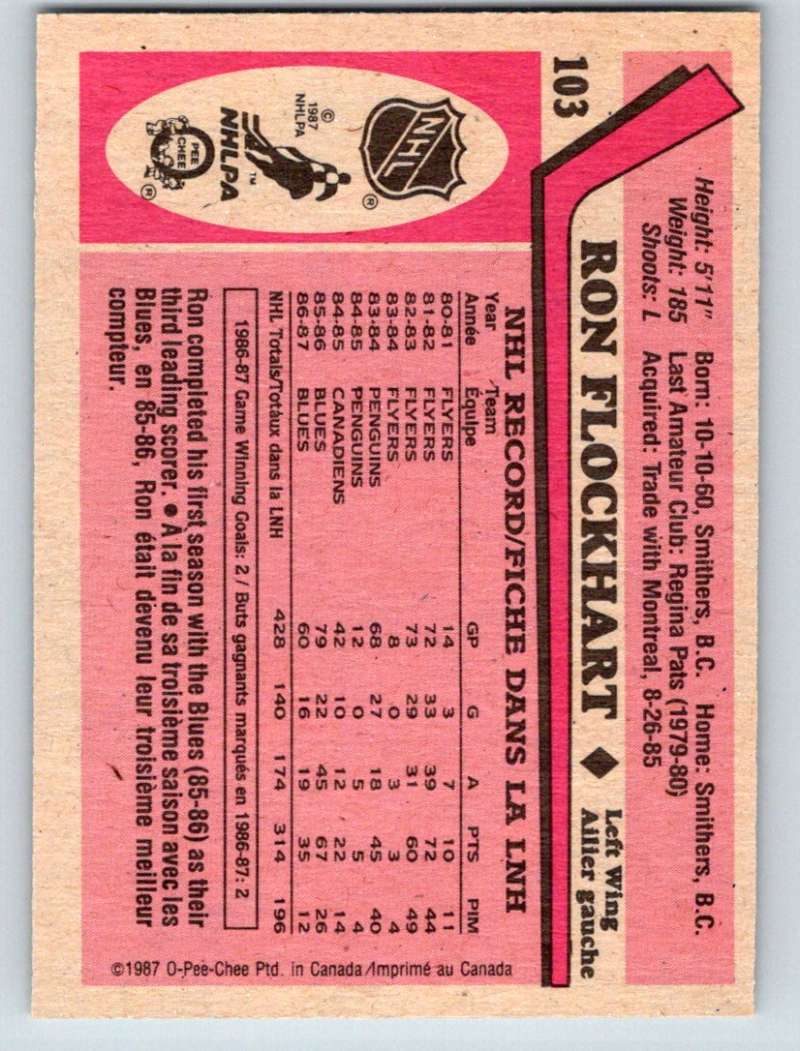 103
Height: 5'11" Born: 10-10-60, Smithers, B.C. Home: Smithers, B.C.
Weight: 185 Last Amateur Club: Regina Pats (1979-80)
Shoots: L Acquired: Trade with Montreal, 8-26-85
RON FLOCKHART ◆ Left Wing
Ailier gauche
NHL
®
© 1987 NHLPA
™
NHLPA
O PEE CHEE
®
NHL RECORD/FICHE DANS LA LNH
Year Team
Année Équipe GP G A PTS PIM
80-81 FLYERS 14 3 7 10 11
81-82 FLYERS 72 33 39 72 44
82-83 FLYERS 73 29 31 60 49
83-84 FLYERS 8 0 3 3 4
83-84 PENGUINS 68 27 18 45 40
84-85 PENGUINS 12 0 5 5 4
84-85 CANADIENS 42 10 12 22 14
85-86 BLUES 79 22 45 67 26
86-87 BLUES 60 16 19 35 12
NHL Totals/Totaux dans la LNH 428 140 174 314 196
1986-87 Game Winning Goals: 2 / Buts gagnants marqués en 1986-87: 2
Ron completed his first season with the Blues (85-86) as their
third leading scorer. ● À la fin de sa troisième saison avec les
Blues, en 85-86, Ron était devenu leur troisième meilleur
compteur.
©1987 O-Pee-Chee Ptd. in Canada/Imprimé au Canada